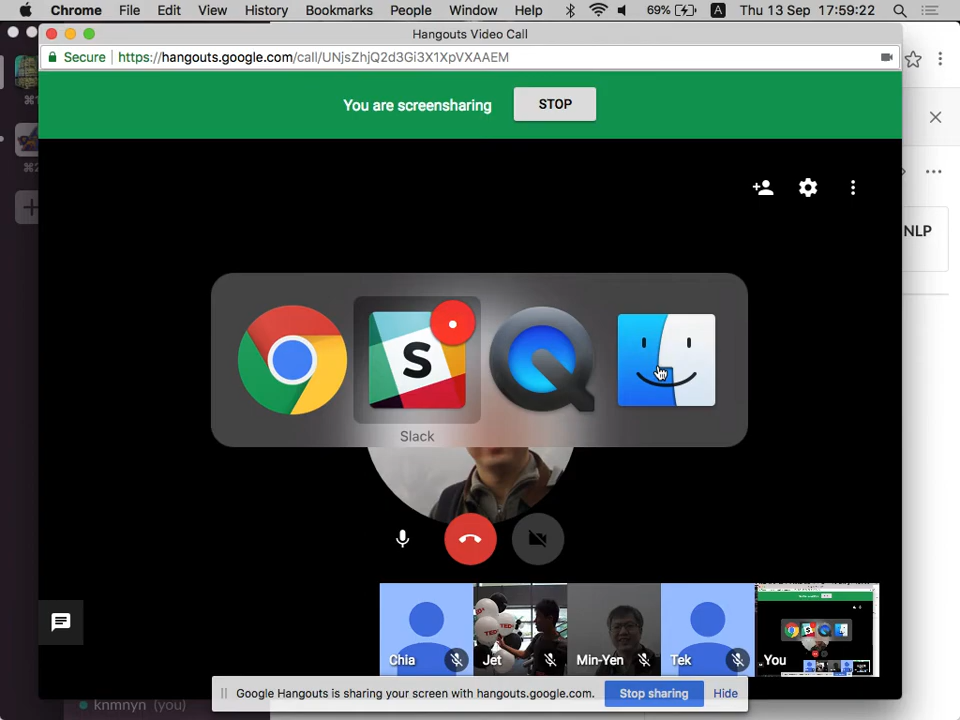 Chrome File Edit View History Bookmarks People Window Help 69% A Thu 13 Sep 17:59:22
Hangouts Video Call
Secure https://hangouts.google.com/call/UNjsZhjQ2d3Gi3X1XpVXAAEM
You are screensharing STOP
NLP
S
Slack
Chia Jet Min-Yen Tek You
TED
Google Hangouts is sharing your screen with hangouts.google.com. Stop sharing Hide
knmnyn (you)